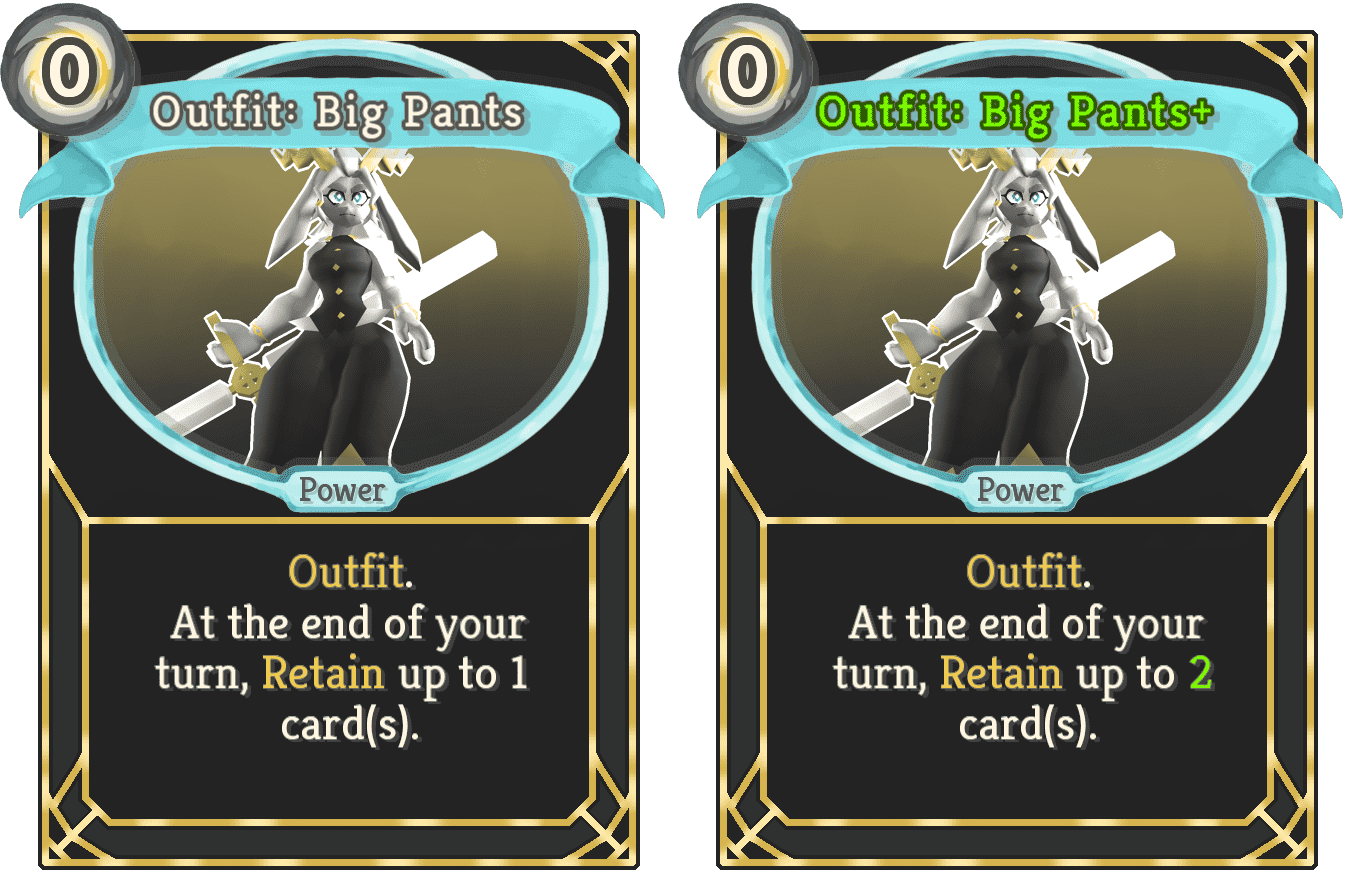 0
Outfit: Big Pants
Power
Outfit.
At the end of your
turn, Retain up to 1
card(s).
0
Outfit: Big Pants+
Power
Outfit.
At the end of your
turn, Retain up to 2
card(s).